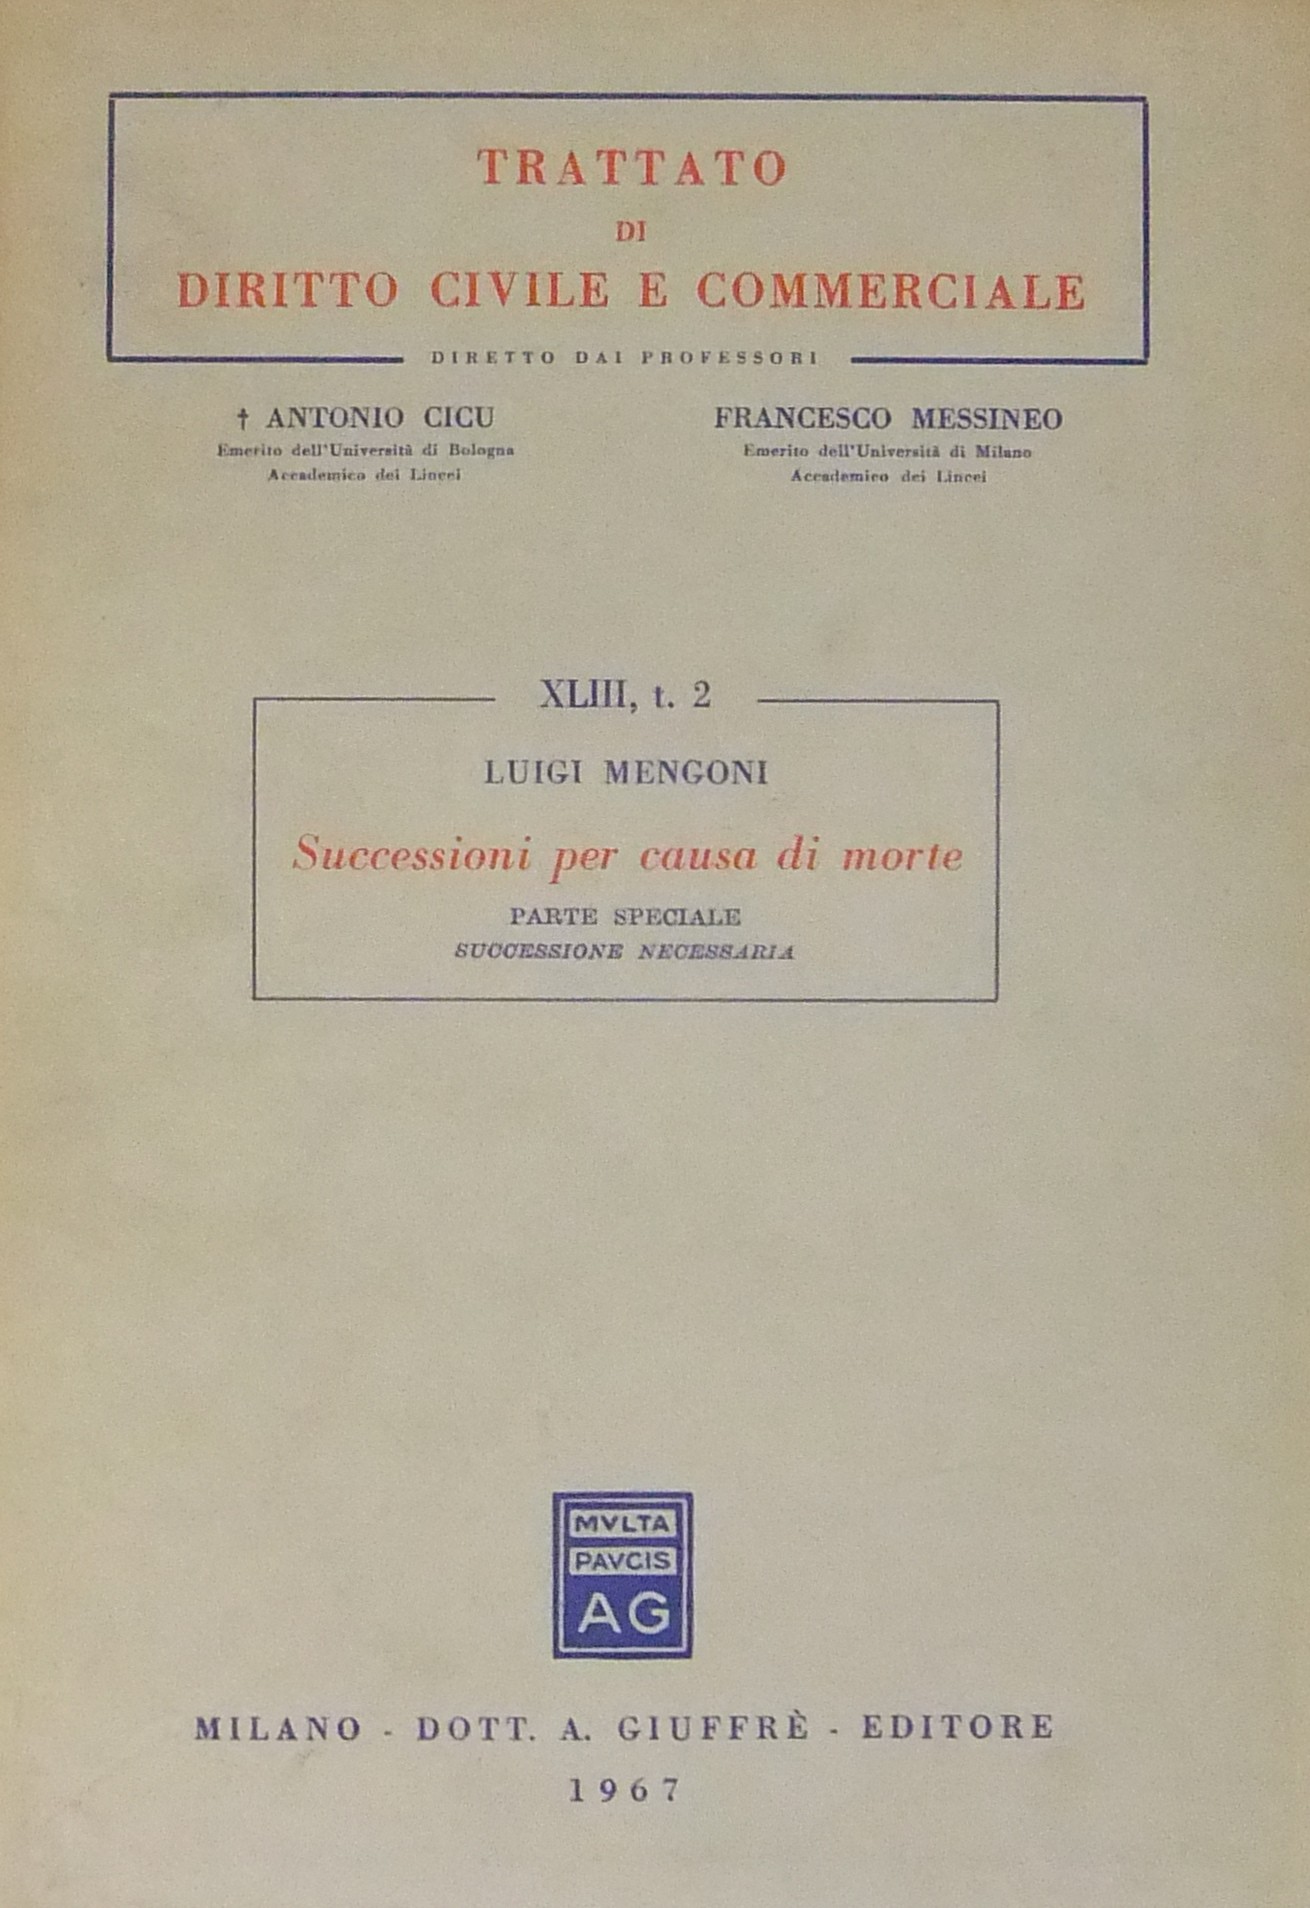 TRATTATO
DI
DIRITTO CIVILE E COMMERCIALE
DIRETTO DAI PROFESSORI
† ANTONIO CICU
Emerito dell'Università di Bologna
Accademico dei Lincei
FRANCESCO MESSINEO
Emerito dell'Università di Milano
Accademico dei Lincei
XLIII, t. 2
LUIGI MENGONI
Successioni per causa di morte
PARTE SPECIALE
SUCCESSIONE NECESSARIA
MVLTA
PAVCIS
AG
MILANO - DOTT. A. GIUFFRÈ - EDITORE
1967